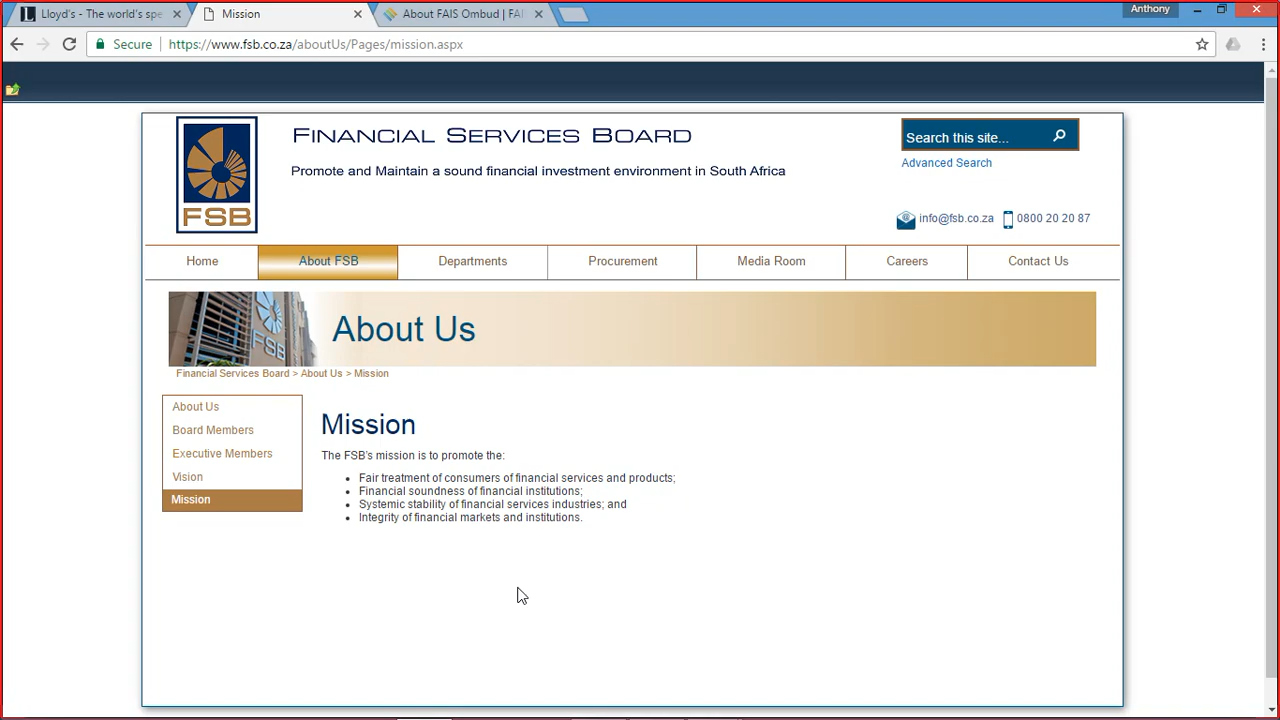 Lloyd's - The world's spe
Mission
About FAIS Ombud | FAI
Anthony
Secure
https://www.fsb.co.za/aboutUs/Pages/mission.aspx
FSB
Financial Services Board
Promote and Maintain a sound financial investment environment in South Africa
Search this site...
Advanced Search
info@fsb.co.za
0800 20 20 87
Home
About FSB
Departments
Procurement
Media Room
Careers
Contact Us
FSB
About Us
Financial Services Board > About Us > Mission
About Us
Board Members
Executive Members
Vision
Mission
Mission
The FSB's mission is to promote the:
• Fair treatment of consumers of financial services and products;
• Financial soundness of financial institutions;
• Systemic stability of financial services industries; and
• Integrity of financial markets and institutions.